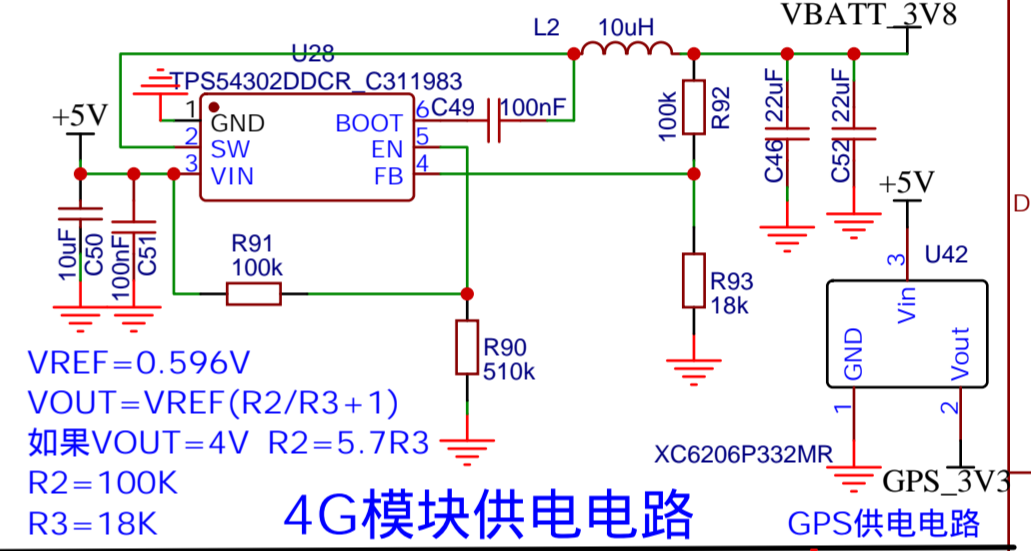 VBATT_3V8
L2 10uH
U28
TPS54302DDCR_C311983
+5V
1 GND
2 SW
3 VIN
BOOT 6
EN 5
FB 4
C49 100nF
100k R92
C46 22uF
C52 22uF
10uF C50
100nF C51
R91
100k
R93
18k
R90
510k
+5V
U42
3
Vin
GND
Vout
1
2
XC6206P332MR
GPS_3V3
GPS供电电路
D
VREF=0.596V
VOUT=VREF(R2/R3+1)
如果VOUT=4V R2=5.7R3
R2=100K
R3=18K
4G模块供电电路